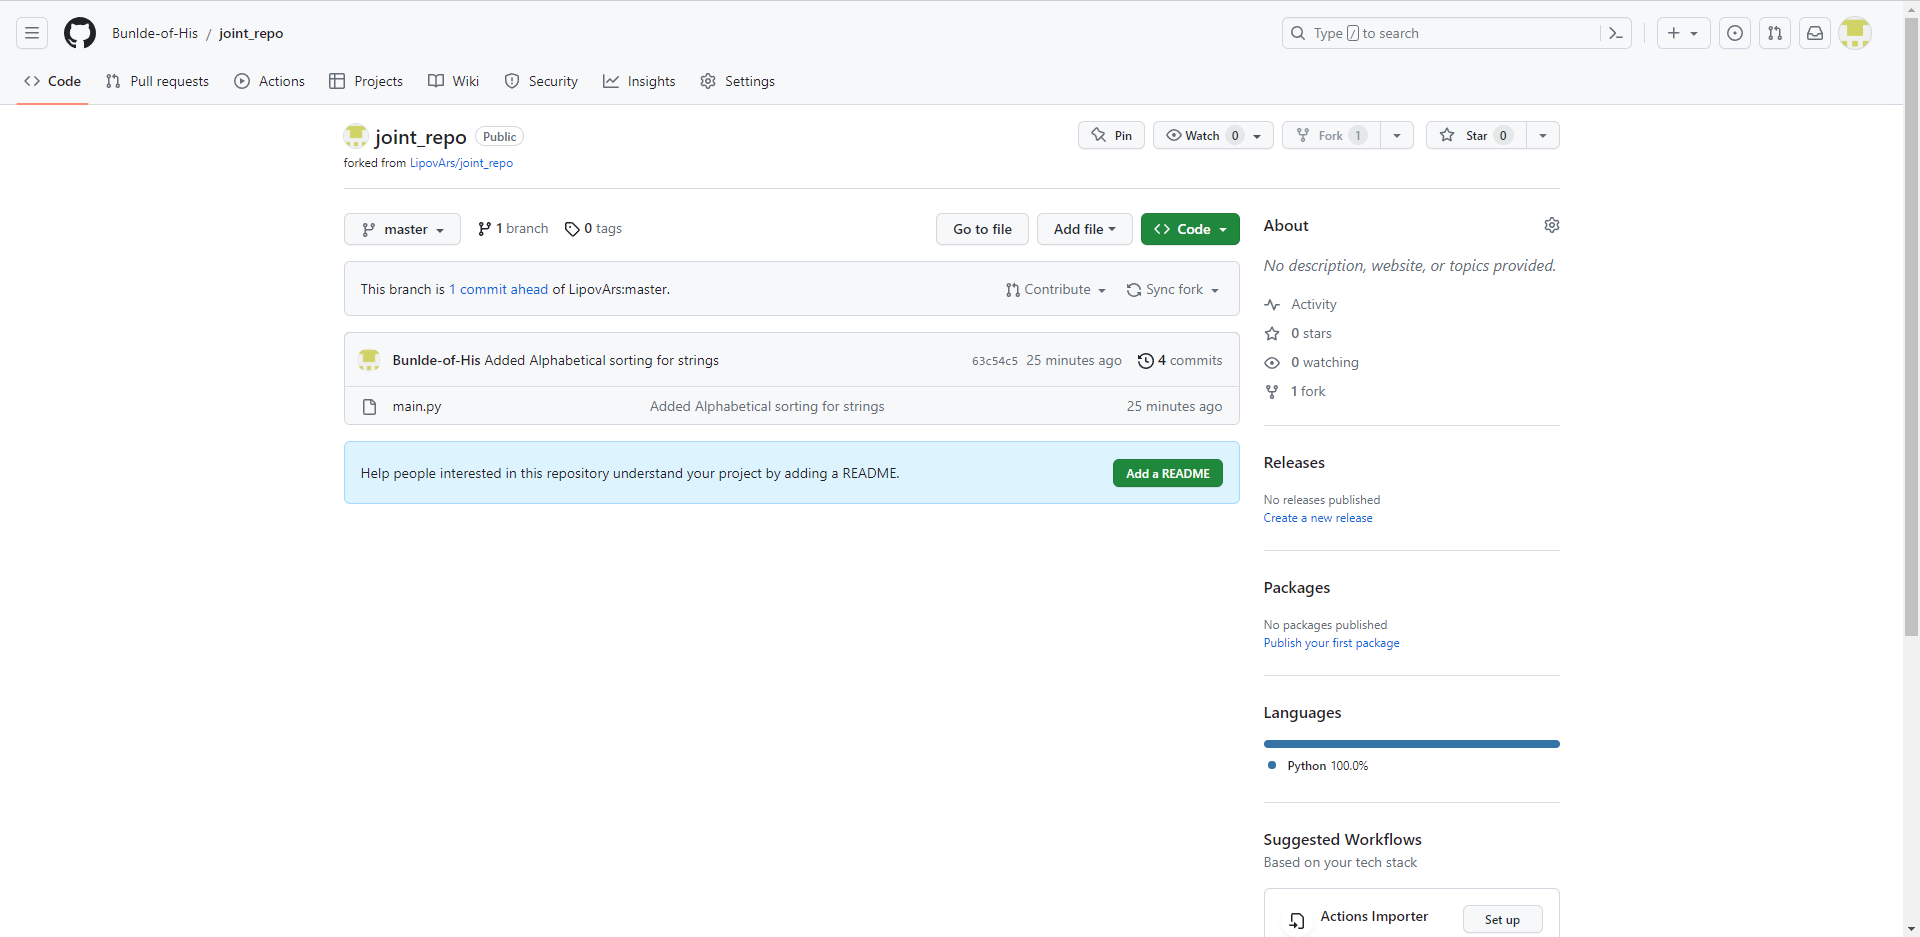 Bunlde-of-His / joint_repo
Type / to search
Code Pull requests Actions Projects Wiki Security Insights Settings
joint_repo Public
forked from LipovArs/joint_repo
Pin Watch 0 Fork 1 Star 0
master 1 branch 0 tags Go to file Add file Code
This branch is 1 commit ahead of LipovArs:master. Contribute Sync fork
Bunlde-of-His Added Alphabetical sorting for strings 63c54c5 25 minutes ago 4 commits
main.py Added Alphabetical sorting for strings 25 minutes ago
Help people interested in this repository understand your project by adding a README. Add a README
About
No description, website, or topics provided.
Activity
0 stars
0 watching
1 fork
Releases
No releases published
Create a new release
Packages
No packages published
Publish your first package
Languages
Python 100.0%
Suggested Workflows
Based on your tech stack
Actions Importer Set up